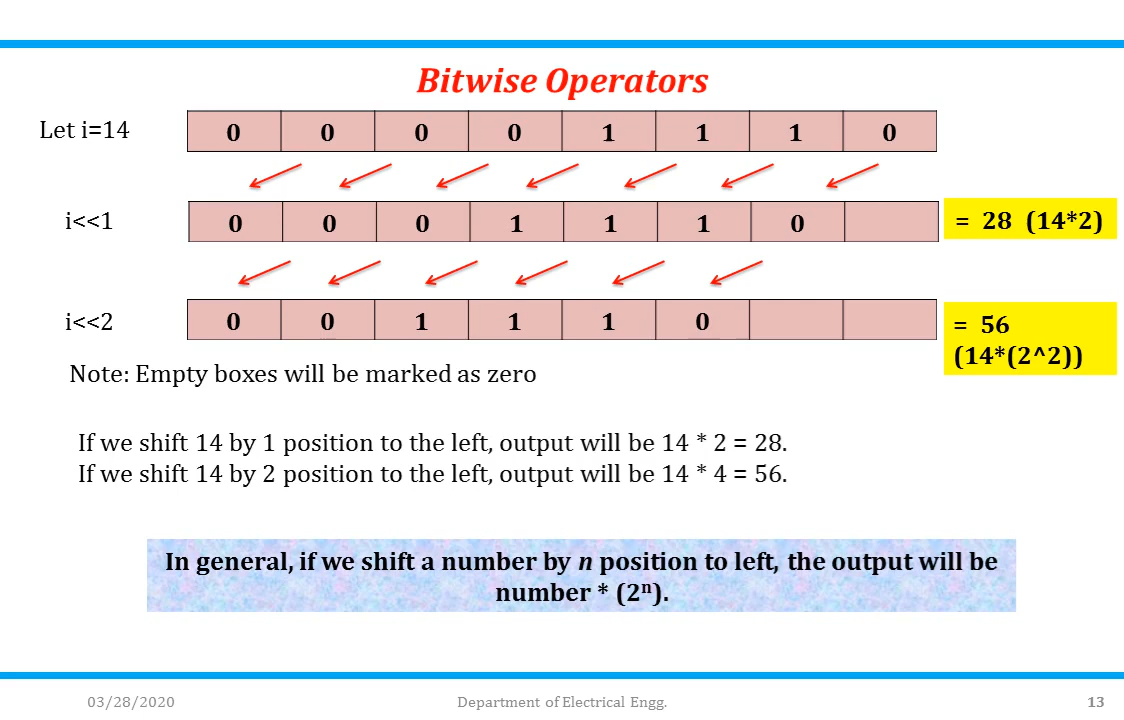 Bitwise Operators
Let i=14 0 0 0 0 1 1 1 0
i<<1 0 0 0 1 1 1 0 = 28 (14*2)
i<<2 0 0 1 1 1 0 = 56
(14*(2^2))
Note: Empty boxes will be marked as zero
If we shift 14 by 1 position to the left, output will be 14 * 2 = 28.
If we shift 14 by 2 position to the left, output will be 14 * 4 = 56.
In general, if we shift a number by n position to left, the output will be
number * (2ⁿ).
03/28/2020 Department of Electrical Engg. 13